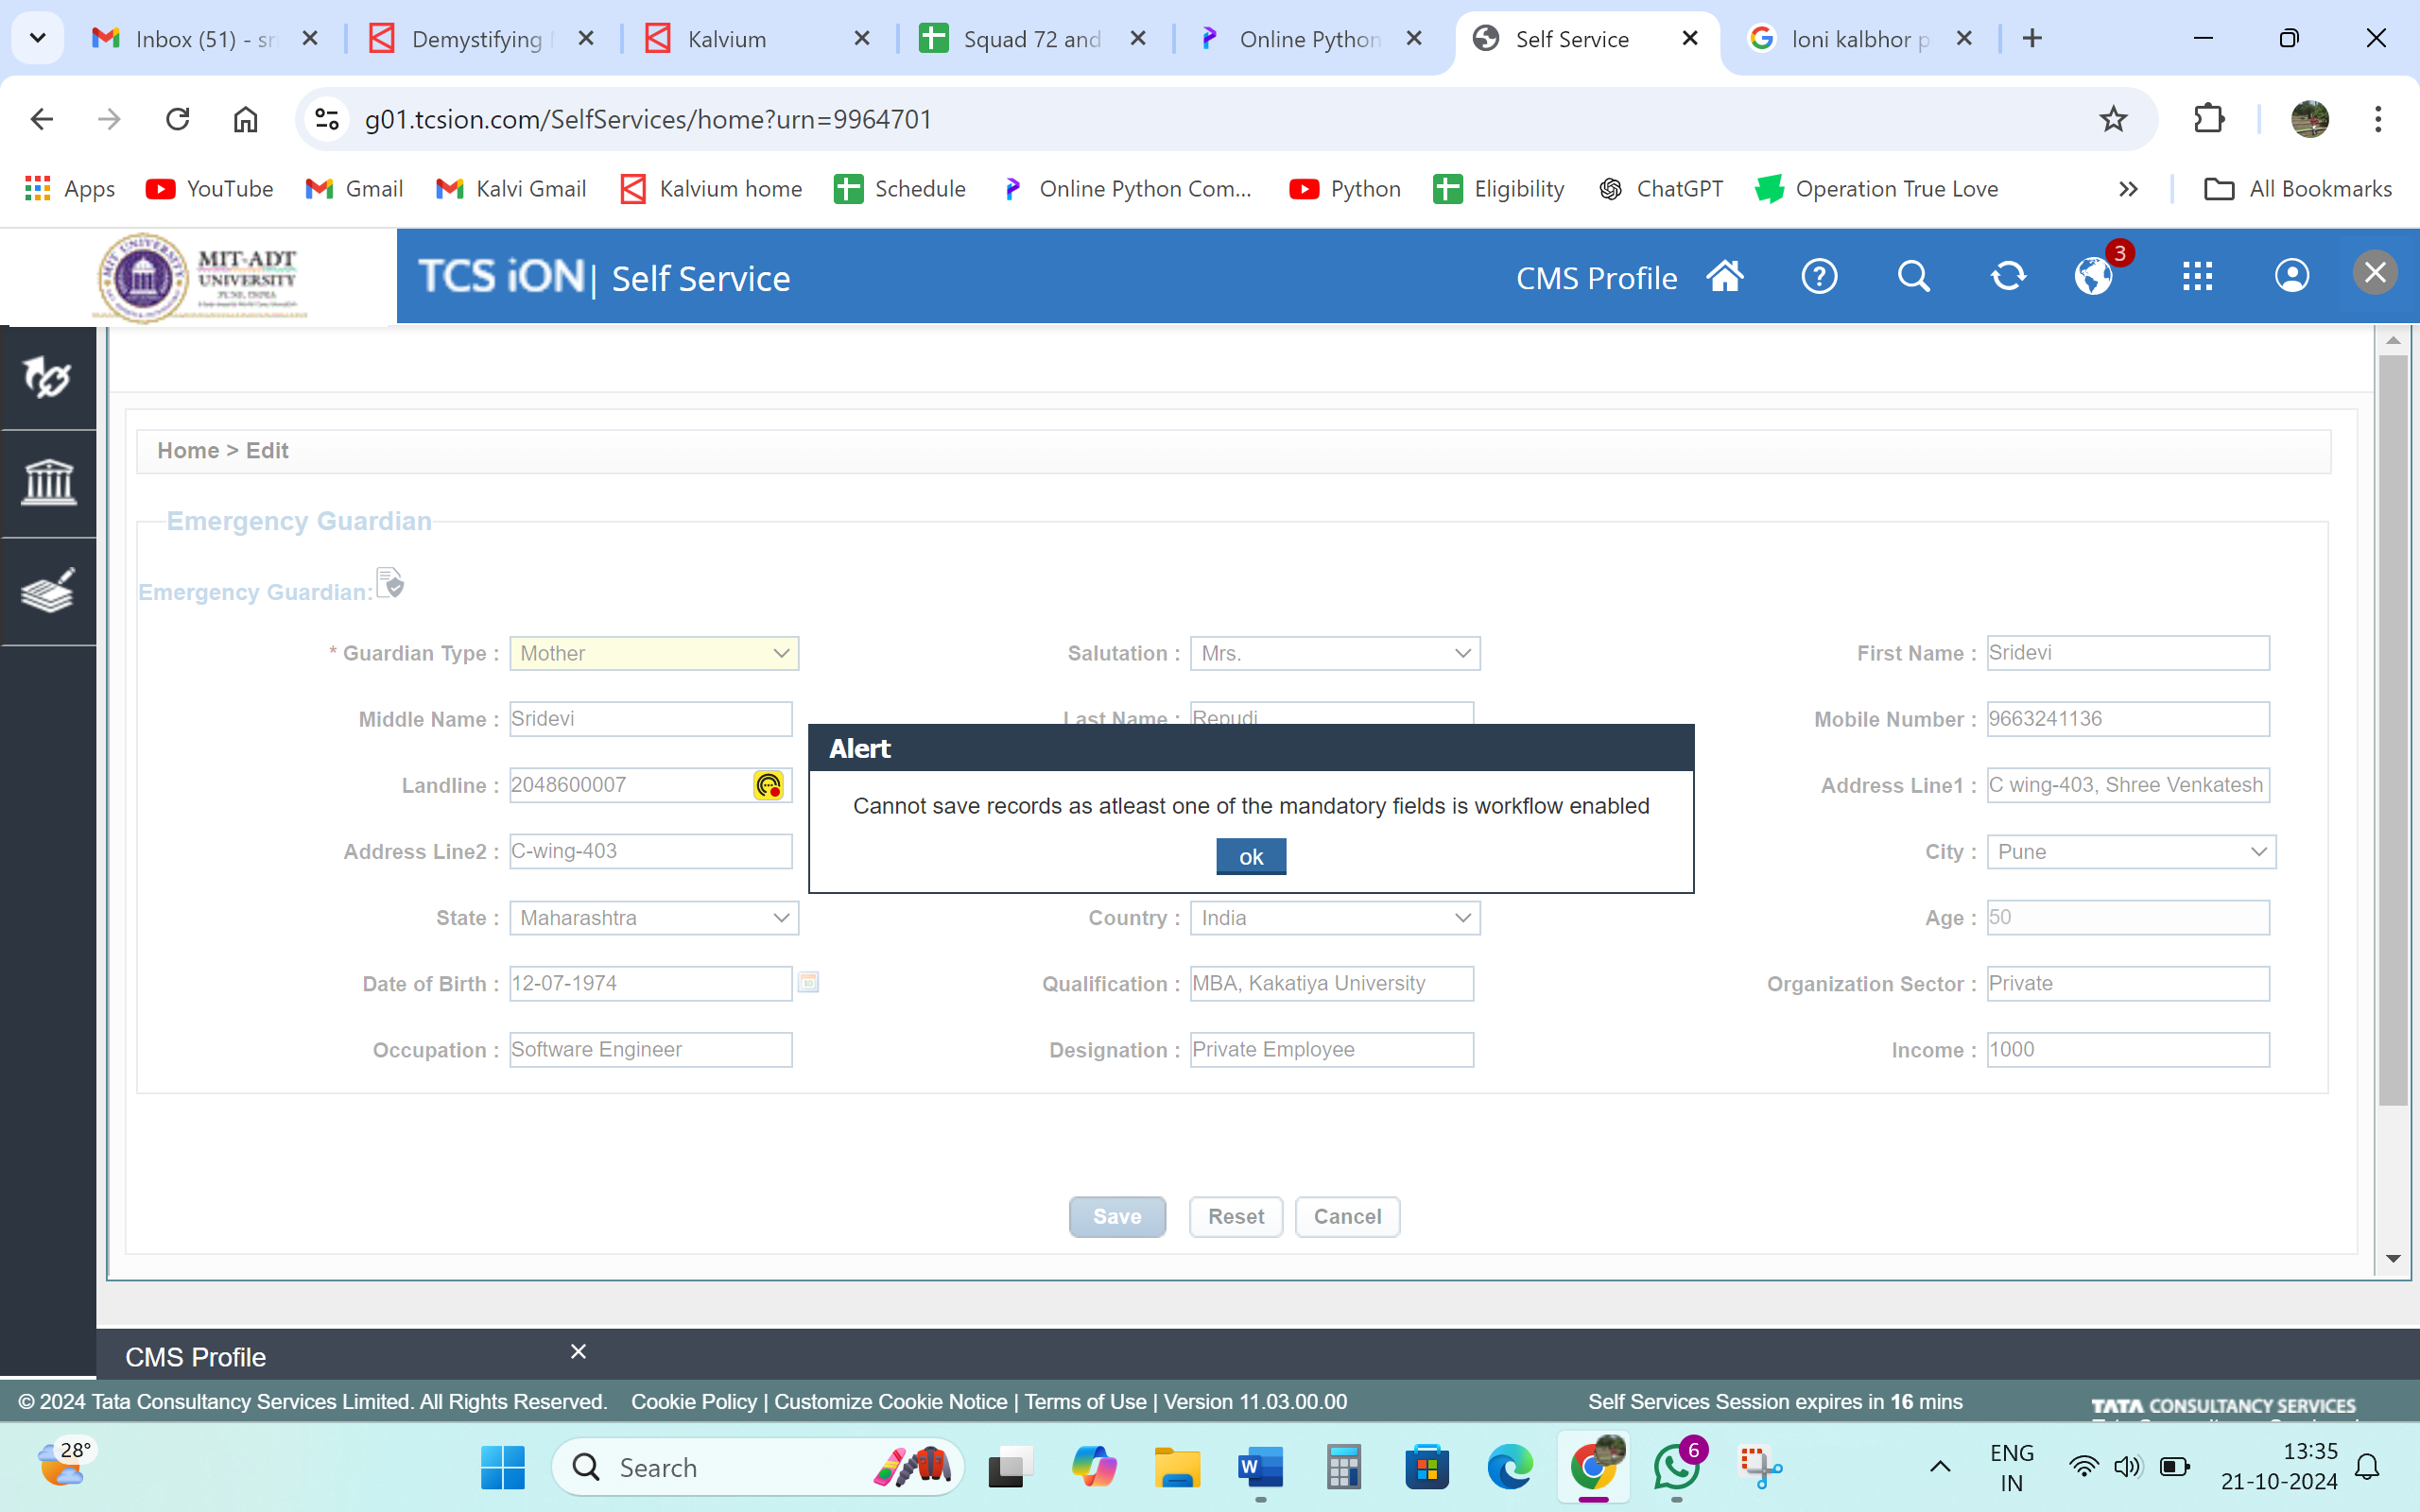 Inbox (51) - sr
Demystifying
Kalvium
Squad 72 and
Online Python
Self Service
loni kalbhor p
g01.tcsion.com/SelfServices/home?urn=9964701
Apps
YouTube
Gmail
Kalvi Gmail
Kalvium home
Schedule
Online Python Com...
Python
Eligibility
ChatGPT
Operation True Love
All Bookmarks
MIT-ADT
UNIVERSITY
PUNE, INDIA
TCS iON | Self Service
CMS Profile
3
Home > Edit
Emergency Guardian
Emergency Guardian:
* Guardian Type : Mother
Salutation : Mrs.
First Name : Sridevi
Middle Name : Sridevi
Last Name : Repudi
Mobile Number : 9663241136
Landline : 2048600007
Address Line1 : C wing-403, Shree Venkatesh
Address Line2 : C-wing-403
City : Pune
Alert
Cannot save records as atleast one of the mandatory fields is workflow enabled
ok
State : Maharashtra
Country : India
Age : 50
Date of Birth : 12-07-1974
Qualification : MBA, Kakatiya University
Organization Sector : Private
Occupation : Software Engineer
Designation : Private Employee
Income : 1000
Save
Reset
Cancel
CMS Profile
© 2024 Tata Consultancy Services Limited. All Rights Reserved. Cookie Policy | Customize Cookie Notice | Terms of Use | Version 11.03.00.00
Self Services Session expires in 16 mins
TATA CONSULTANCY SERVICES
28°
Search
6
ENG
IN
13:35
21-10-2024